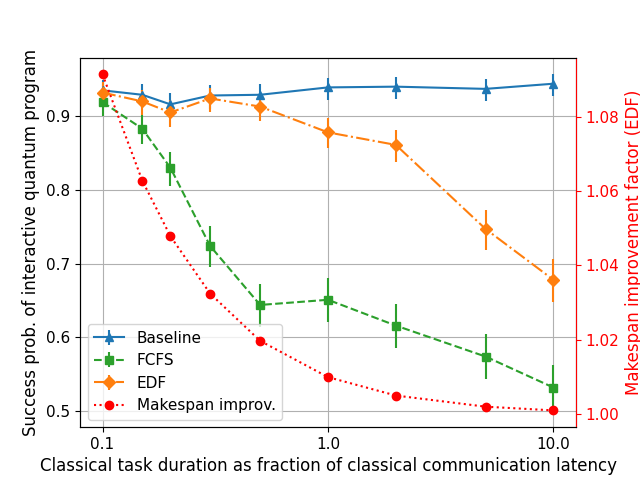 Success prob. of interactive quantum program
0.9
0.8
0.7
0.6
0.5
Baseline
FCFS
EDF
Makespan improv.
1.08
1.06
1.04
1.02
1.00
Makespan improvement factor (EDF)
0.1 1.0 10.0
Classical task duration as fraction of classical communication latency